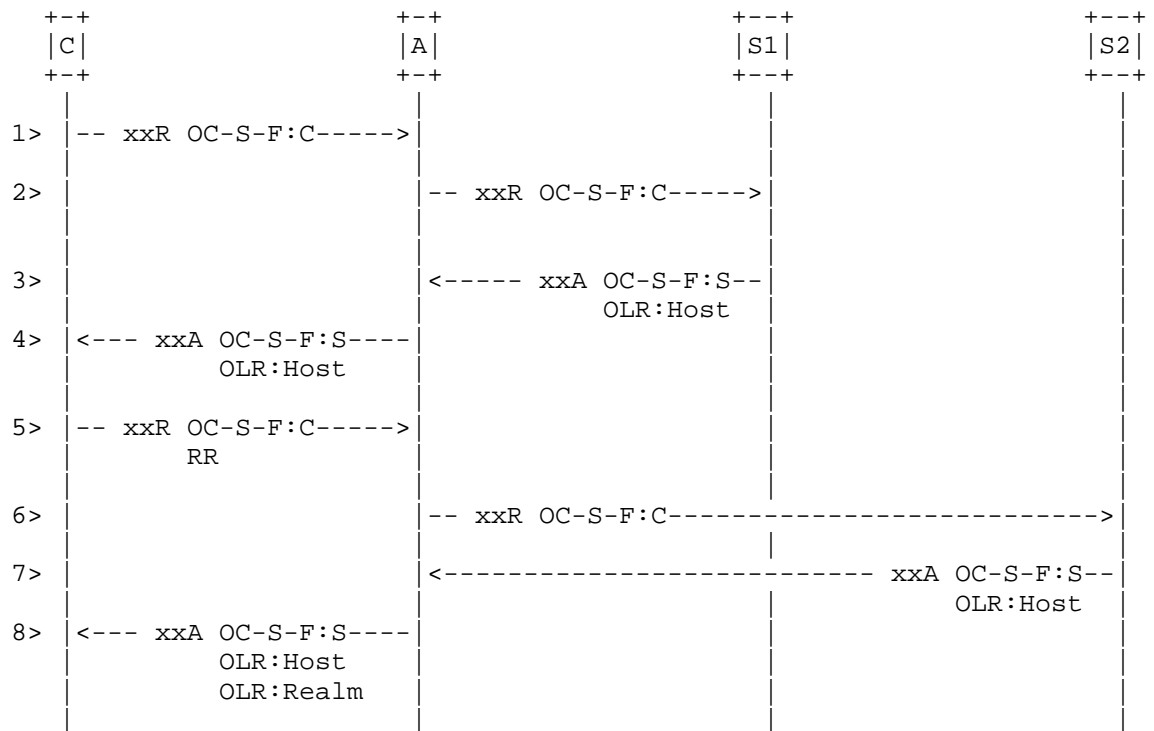 +-+ +-+ +--+ +--+
|C| |A| |S1| |S2|
+-+ +-+ +--+ +--+
1> |-- xxR OC-S-F:C----->|
2> |-- xxR OC-S-F:C----->|
3> |<----- xxA OC-S-F:S--|
OLR:Host
4> |<--- xxA OC-S-F:S----|
OLR:Host
5> |-- xxR OC-S-F:C----->|
RR
6> |-- xxR OC-S-F:C--------------------------->|
7> |<--------------------------- xxA OC-S-F:S--|
OLR:Host
8> |<--- xxA OC-S-F:S----|
OLR:Host
OLR:Realm